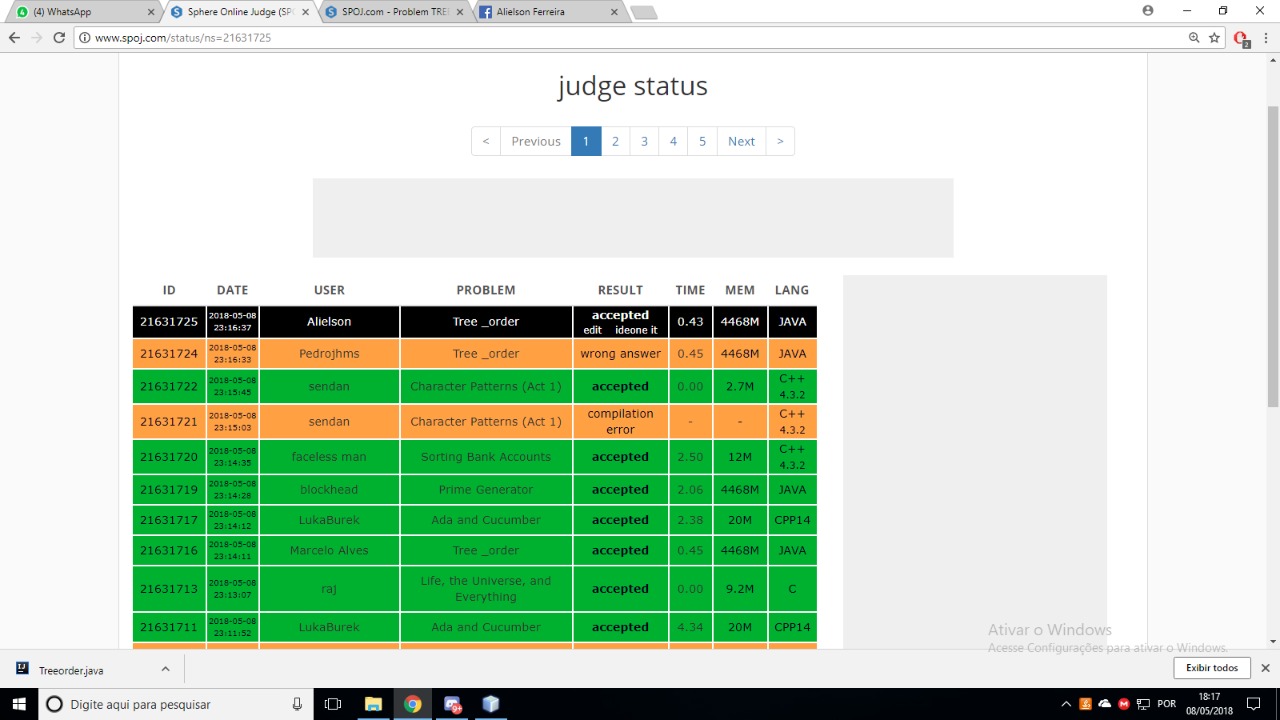 (4) WhatsApp
Sphere Online Judge (SPO
SPOJ.com - Problem TREE
Alielson Ferreira
www.spoj.com/status/ns=21631725
judge status
< Previous 1 2 3 4 5 Next >
ID DATE USER PROBLEM RESULT TIME MEM LANG
21631725 2018-05-08 23:16:37 Alielson Tree _order accepted edit ideone it 0.43 4468M JAVA
21631724 2018-05-08 23:16:33 Pedrojhms Tree _order wrong answer 0.45 4468M JAVA
21631722 2018-05-08 23:15:45 sendan Character Patterns (Act 1) accepted 0.00 2.7M C++ 4.3.2
21631721 2018-05-08 23:15:03 sendan Character Patterns (Act 1) compilation error - - C++ 4.3.2
21631720 2018-05-08 23:14:35 faceless man Sorting Bank Accounts accepted 2.50 12M C++ 4.3.2
21631719 2018-05-08 23:14:28 blockhead Prime Generator accepted 2.06 4468M JAVA
21631717 2018-05-08 23:14:12 LukaBurek Ada and Cucumber accepted 2.38 20M CPP14
21631716 2018-05-08 23:14:11 Marcelo Alves Tree _order accepted 0.45 4468M JAVA
21631713 2018-05-08 23:13:07 raj Life, the Universe, and Everything accepted 0.00 9.2M C
21631711 2018-05-08 23:11:52 LukaBurek Ada and Cucumber accepted 4.34 20M CPP14
Ativar o Windows
Acesse Configurações para ativar o Windows.
Treeorder.java
Exibir todos
Digite aqui para pesquisar
POR
18:17
08/05/2018